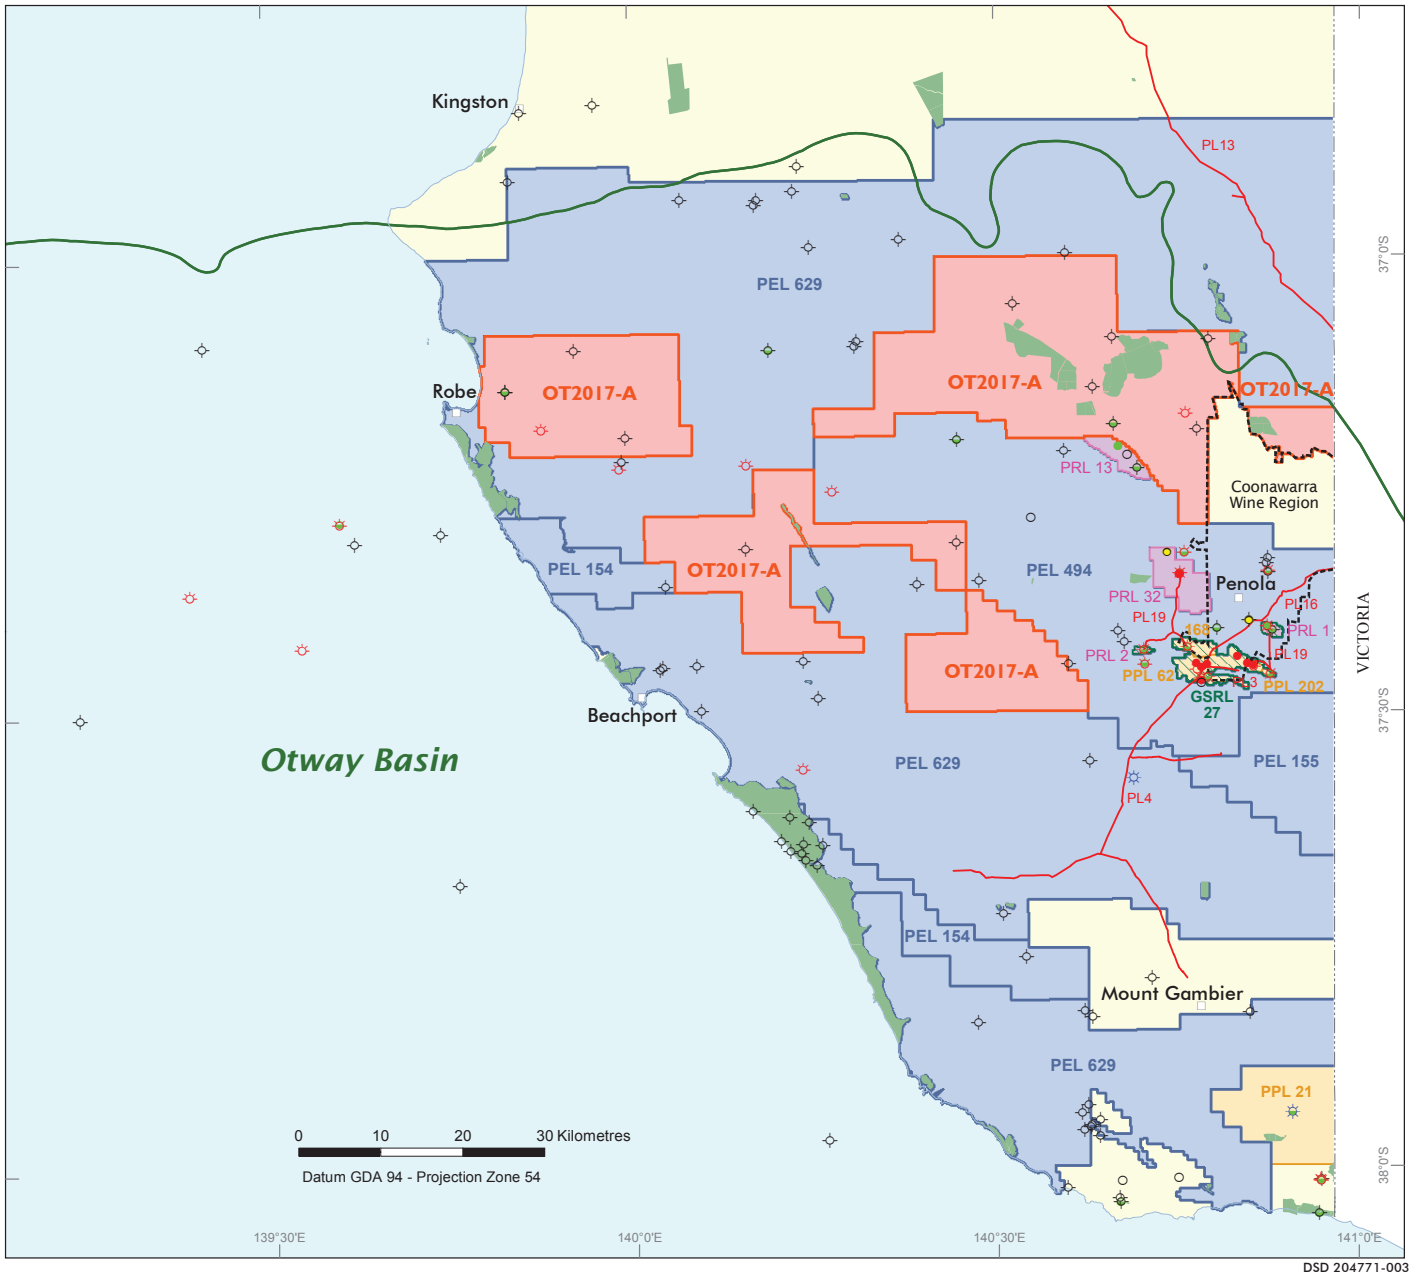 Kingston
PL13
37°0'S
PEL 629
Robe
OT2017-A
OT2017-A
OT2017-A
PRL 13
Coonawarra
Wine Region
PEL 154
OT2017-A
PEL 494
PRL 32
Penola
PL16
VICTORIA
PL19
168
PRL 1
PRL 2
PL19
OT2017-A
PPL 62
PL3
PPL 202
GSRL
27
Beachport
37°30'S
Otway Basin
PEL 629
PEL 155
PL4
PEL 154
Mount Gambier
PEL 629
PPL 21
0 10 20 30 Kilometres
Datum GDA 94 - Projection Zone 54
38°0'S
139°30'E
140°0'E
140°30'E
141°0'E
DSD 204771-003